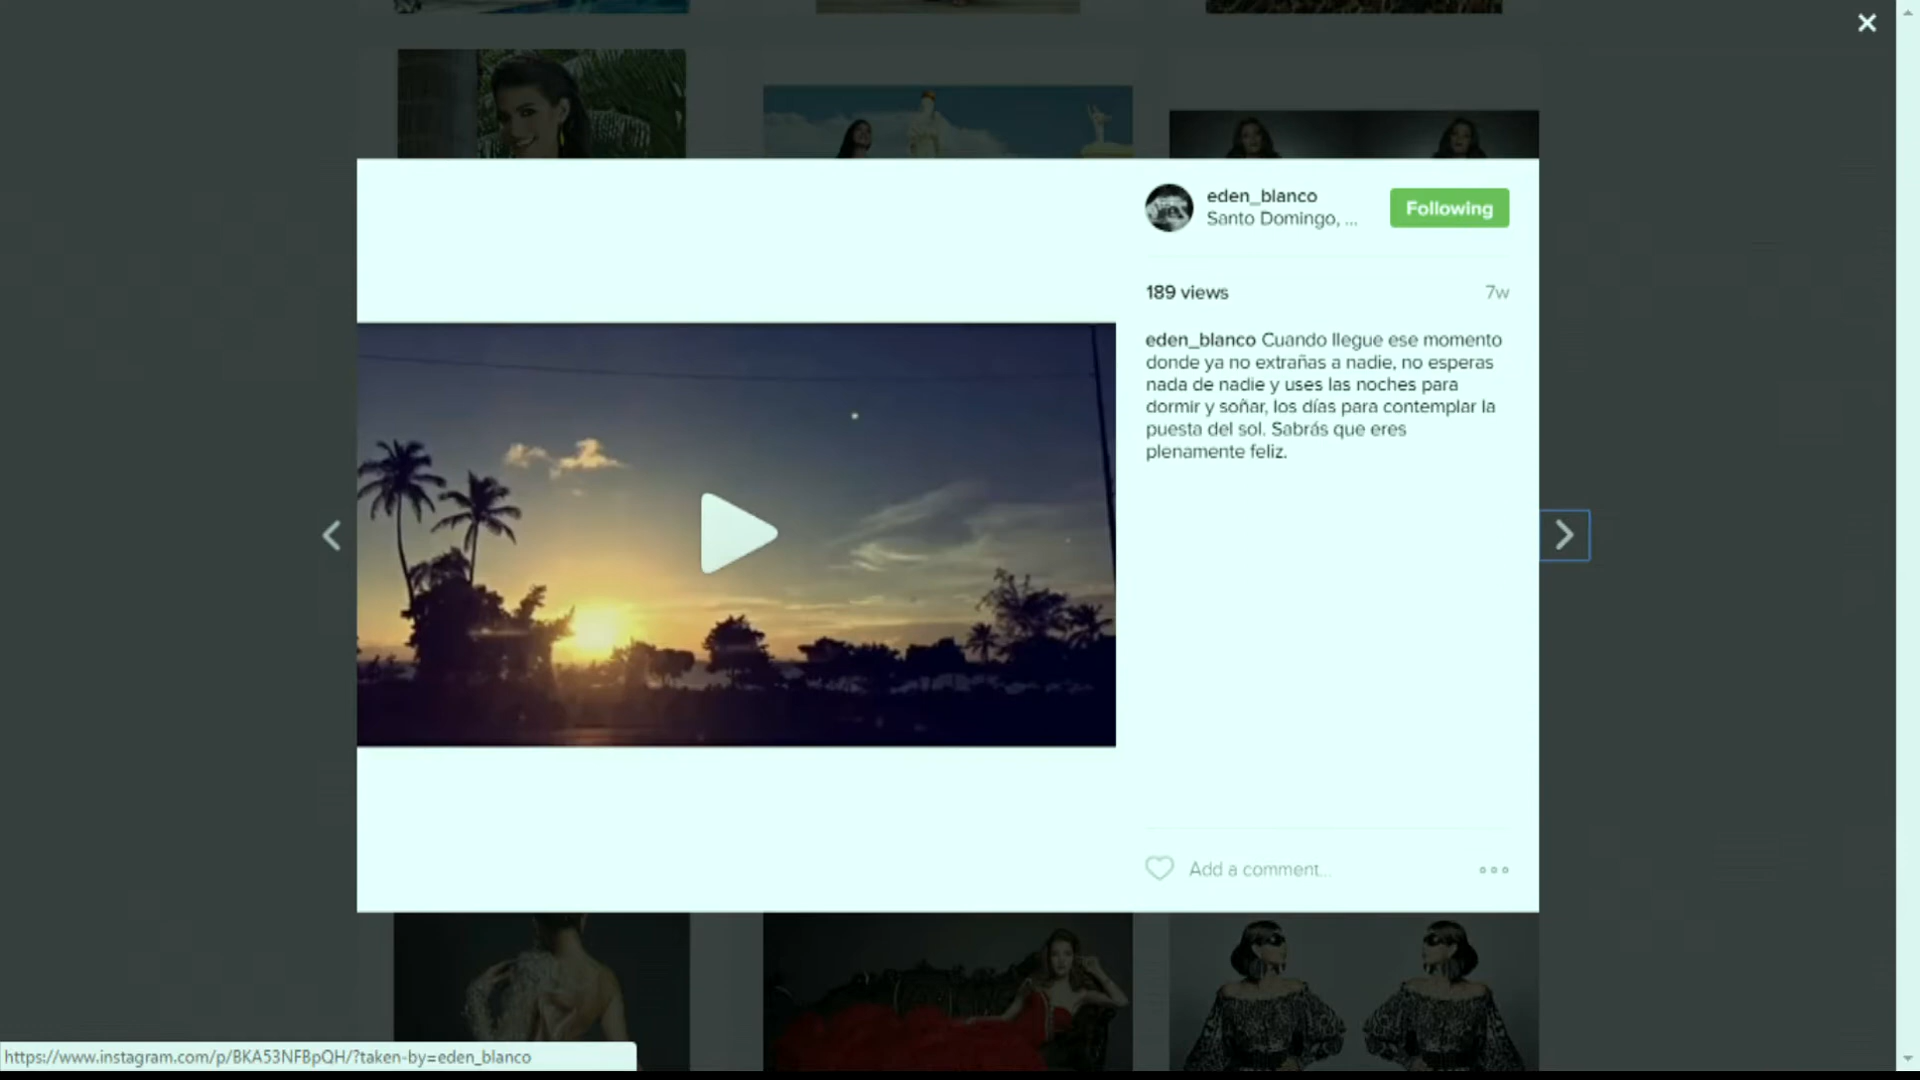 eden_blanco
Santo Domingo, ...
Following
189 views
7w
eden_blanco Cuando llegue ese momento
donde ya no extrañas a nadie, no esperas
nada de nadie y uses las noches para
dormir y soñar, los días para contemplar la
puesta del sol. Sabrás que eres
plenamente feliz.
Add a comment...
https://www.instagram.com/p/BKA53NFBpQH/?taken-by=eden_blanco